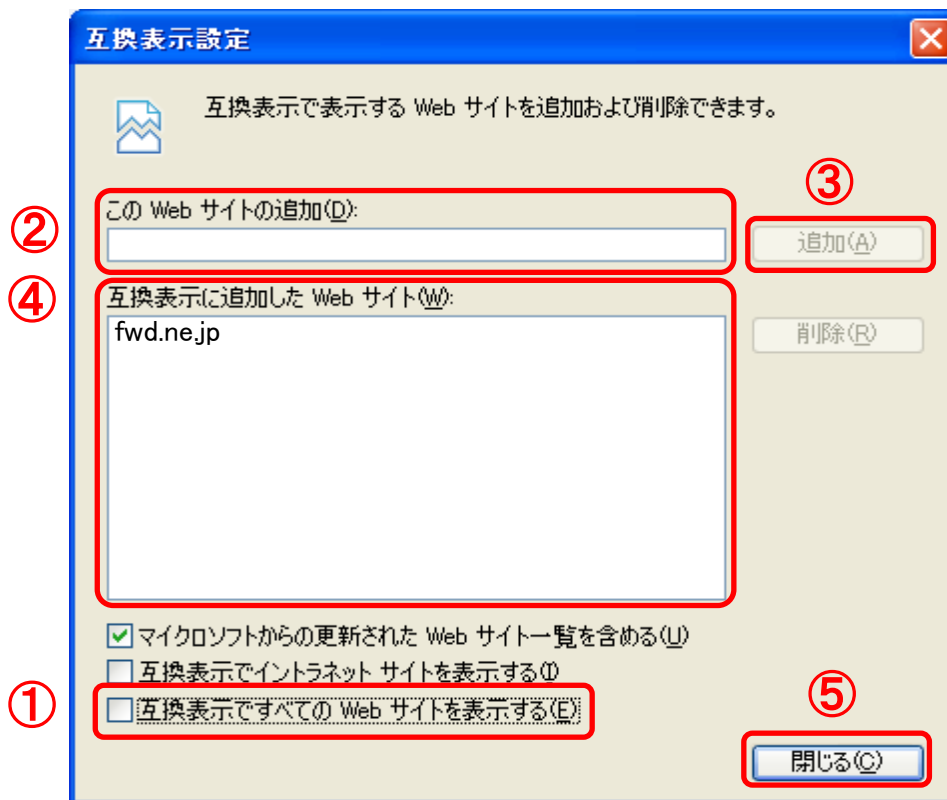 互換表示設定
互換表示で表示する Web サイトを追加および削除できます。
③
この Web サイトの追加(D):
②
追加(A)
④
互換表示に追加した Web サイト(W):
fwd.ne.jp
削除(R)
マイクロソフトからの更新された Web サイト一覧を含める(U)
互換表示でイントラネット サイトを表示する(I)
①
互換表示ですべての Web サイトを表示する(E)
⑤
閉じる(C)